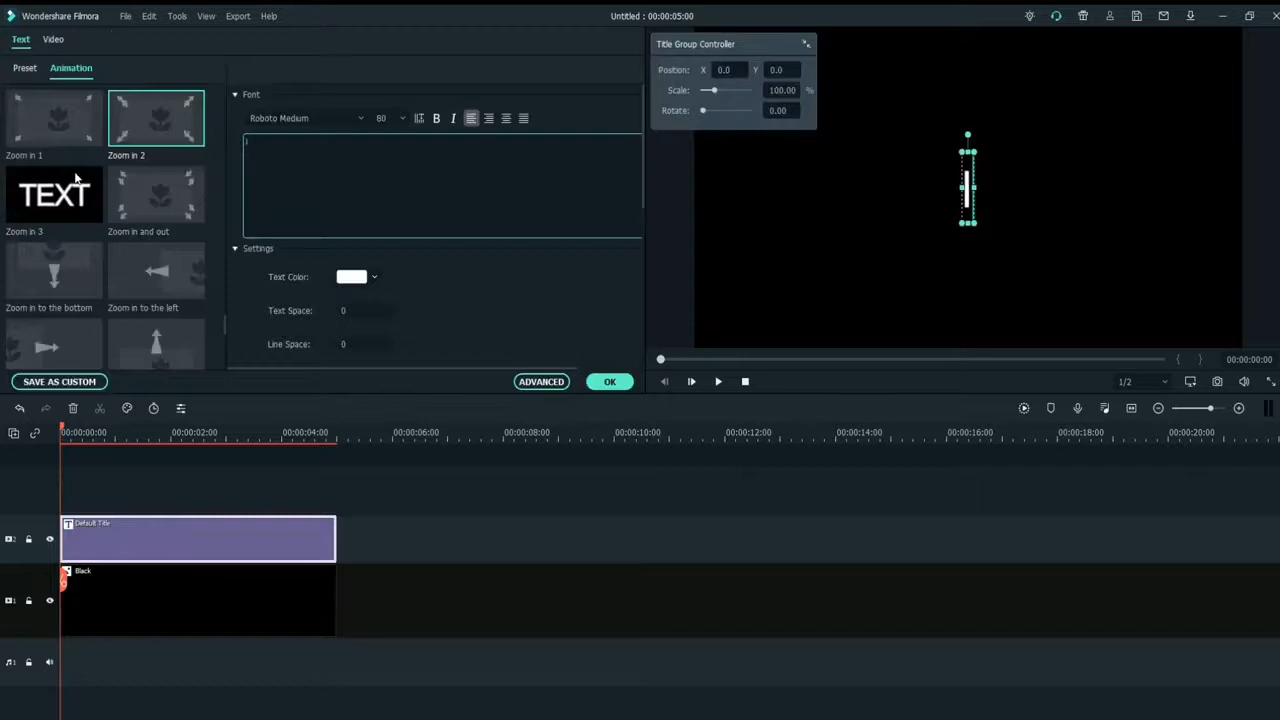 Wondershare Filmora File Edit Tools View Export Help Untitled : 00:00:05:00
Text Video
Title Group Controller
Preset Animation
Position: X 0.0 Y 0.0
Font
Scale: 100.00 %
Rotate: 0.00
Roboto Medium 80 B I
I
Zoom in 1 Zoom in 2
I
TEXT
Zoom in 3 Zoom in and out
Settings
Text Color:
Zoom in to the bottom Zoom in to the left
Text Space: 0
Line Space: 0
{ } 00:00:00:00
SAVE AS CUSTOM ADVANCED OK 1/2
00:00:00:00 00:00:02:00 00:00:04:00 00:00:06:00 00:00:08:00 00:00:10:00 00:00:12:00 00:00:14:00 00:00:16:00 00:00:18:00 00:00:20:00
T Default Title
2
Black
1
1